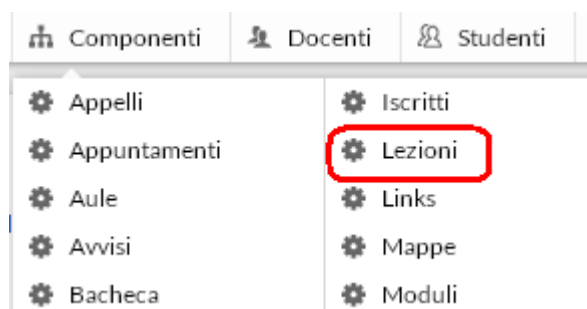 Componenti Docenti Studenti
Appelli Iscritti
Appuntamenti Lezioni
Aule Links
Avvisi Mappe
Bacheca Moduli